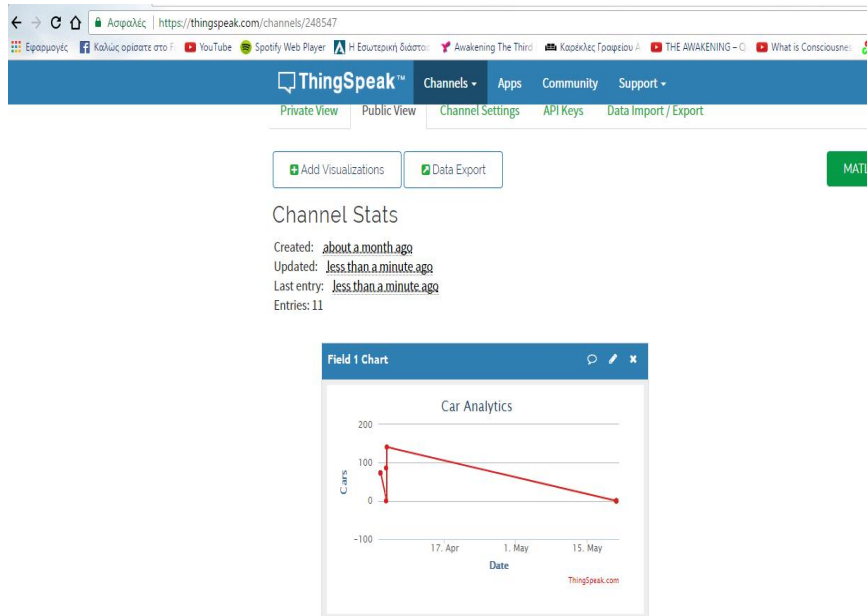 Ασφαλές | https://thingspeak.com/channels/248547
Εφαρμογές Καλώς ορίσατε στο F YouTube Spotify Web Player Η Εσωτερική διάστας Awakening The Third Καρέκλες Γραφείου Α THE AWAKENING – Q What is Consciousnes
ThingSpeak™ Channels Apps Community Support
Private View Public View Channel Settings API Keys Data Import / Export
Add Visualizations Data Export MATL
Channel Stats
Created: about a month ago
Updated: less than a minute ago
Last entry: less than a minute ago
Entries: 11
Field 1 Chart
Car Analytics
200
100
0
-100
Cars
17. Apr 1. May 15. May
Date
ThingSpeak.com